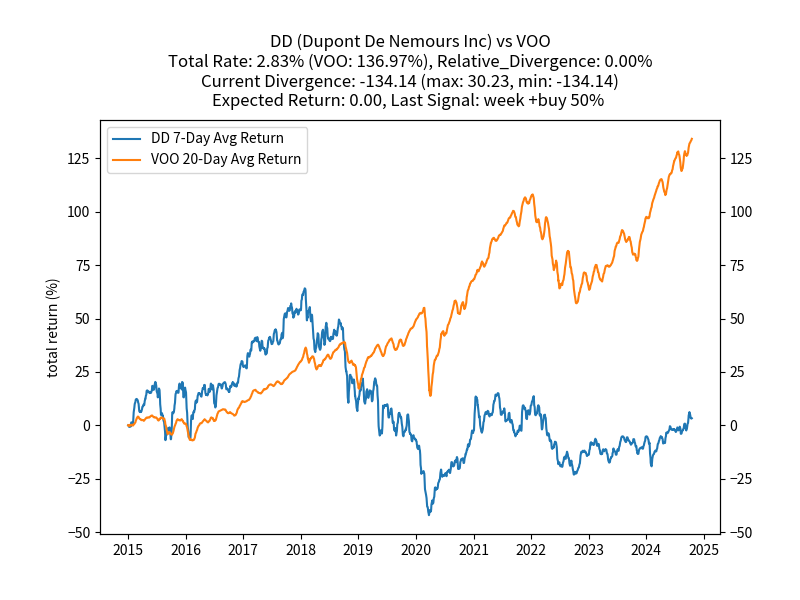 DD (Dupont De Nemours Inc) vs VOO
Total Rate: 2.83% (VOO: 136.97%), Relative_Divergence: 0.00%
Current Divergence: -134.14 (max: 30.23, min: -134.14)
Expected Return: 0.00, Last Signal: week +buy 50%
DD 7-Day Avg Return
VOO 20-Day Avg Return
total return (%)
125
100
75
50
25
0
−25
−50
125
100
75
50
25
0
−25
−50
2015 2016 2017 2018 2019 2020 2021 2022 2023 2024 2025